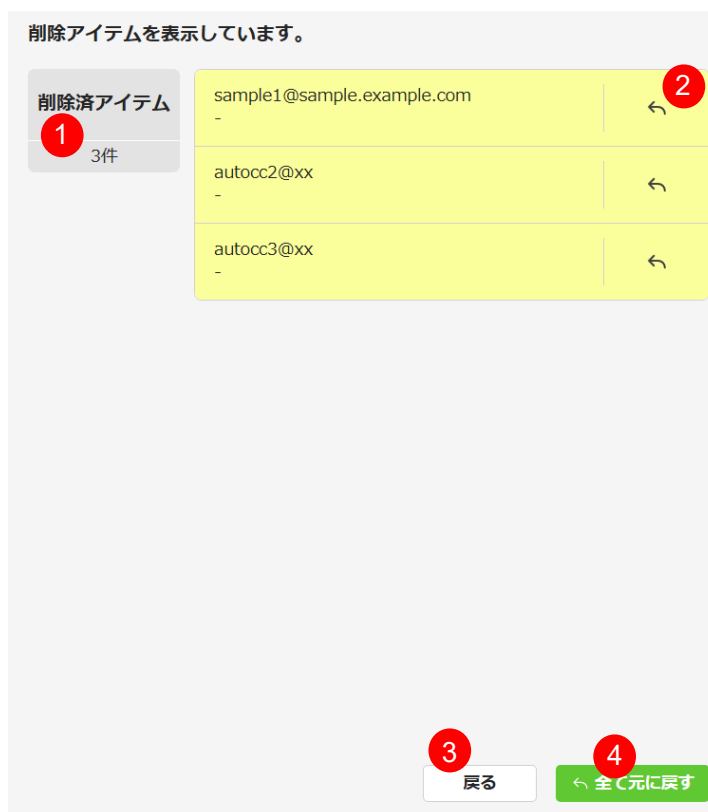 削除アイテムを表示しています。
削除済アイテム
1
3件
sample1@sample.example.com
-
2
autocc2@xx
-
autocc3@xx
-
3
戻る
4
全て元に戻す